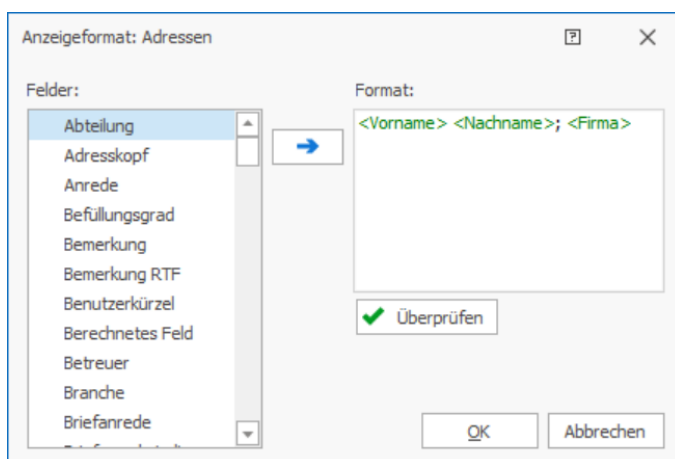 Anzeigeformat: Adressen
?
Felder:
Abteilung
Adresskopf
Anrede
Befüllungsgrad
Bemerkung
Bemerkung RTF
Benutzerkürzel
Berechnetes Feld
Betreuer
Branche
Briefanrede
Format:
<Vorname> <Nachname>; <Firma>
Überprüfen
OK
Abbrechen